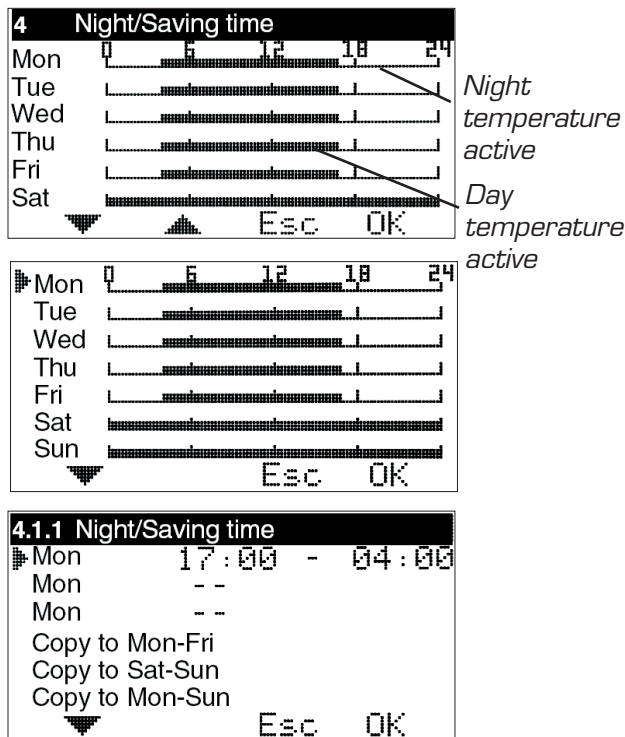 4 Night/Saving time
0 6 12 18 24
Mon
Tue
Wed
Thu
Fri
Sat
Esc OK
Night
temperature
active
Day
temperature
active
0 6 12 18 24
Mon
Tue
Wed
Thu
Fri
Sat
Sun
Esc OK
4.1.1 Night/Saving time
Mon 17:00 - 04:00
Mon - -
Mon - -
Copy to Mon-Fri
Copy to Sat-Sun
Copy to Mon-Sun
Esc OK